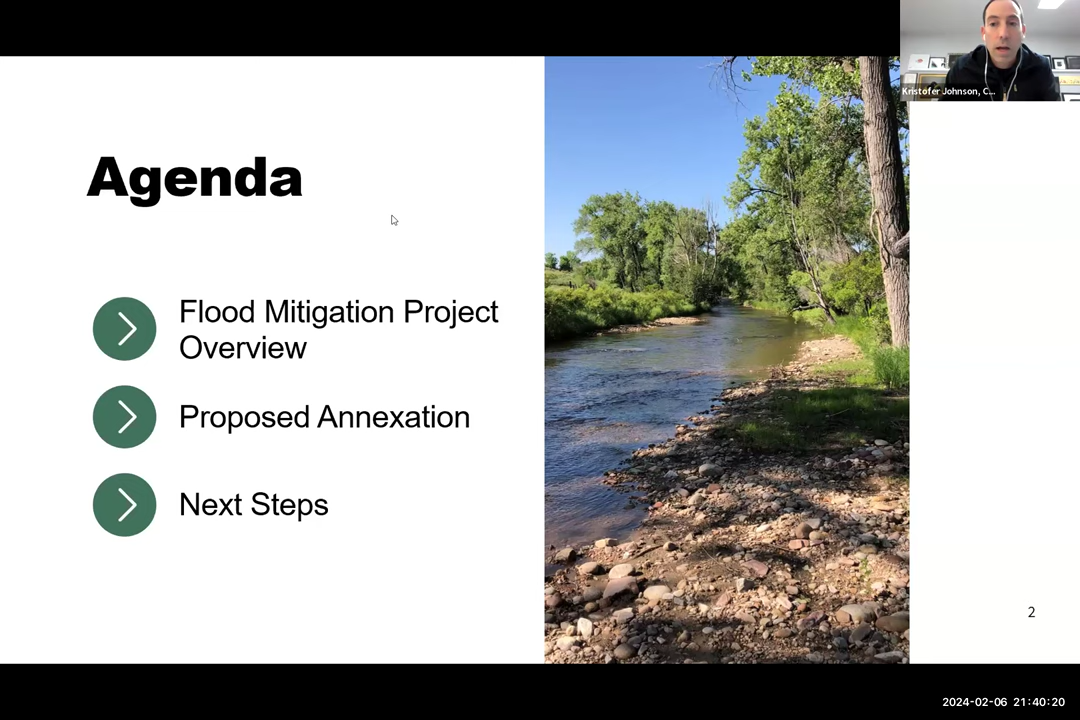 Kristofer Johnson, C...
Agenda
Flood Mitigation Project
Overview
Proposed Annexation
Next Steps
2
2024-02-06 21:40:20